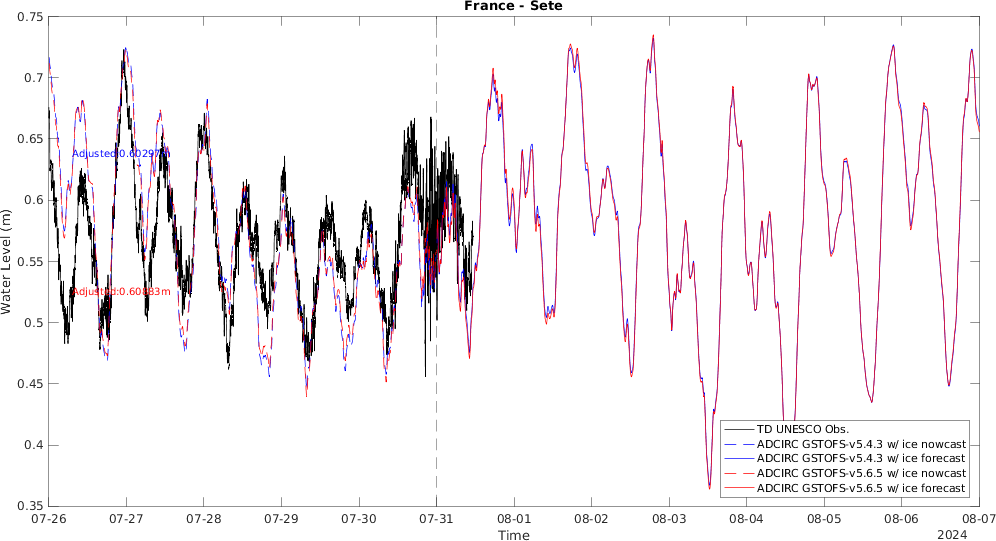 France - Sete
0.75
0.7
0.65
0.6
0.55
0.5
0.45
0.4
0.35
Water Level (m)
Adjusted:0.60883m
TD UNESCO Obs.
ADCIRC GSTOFS-v5.4.3 w/ ice nowcast
ADCIRC GSTOFS-v5.4.3 w/ ice forecast
ADCIRC GSTOFS-v5.6.5 w/ ice nowcast
ADCIRC GSTOFS-v5.6.5 w/ ice forecast
07-26 07-27 07-28 07-29 07-30 07-31 08-01 08-02 08-03 08-04 08-05 08-06 08-07
Time
2024